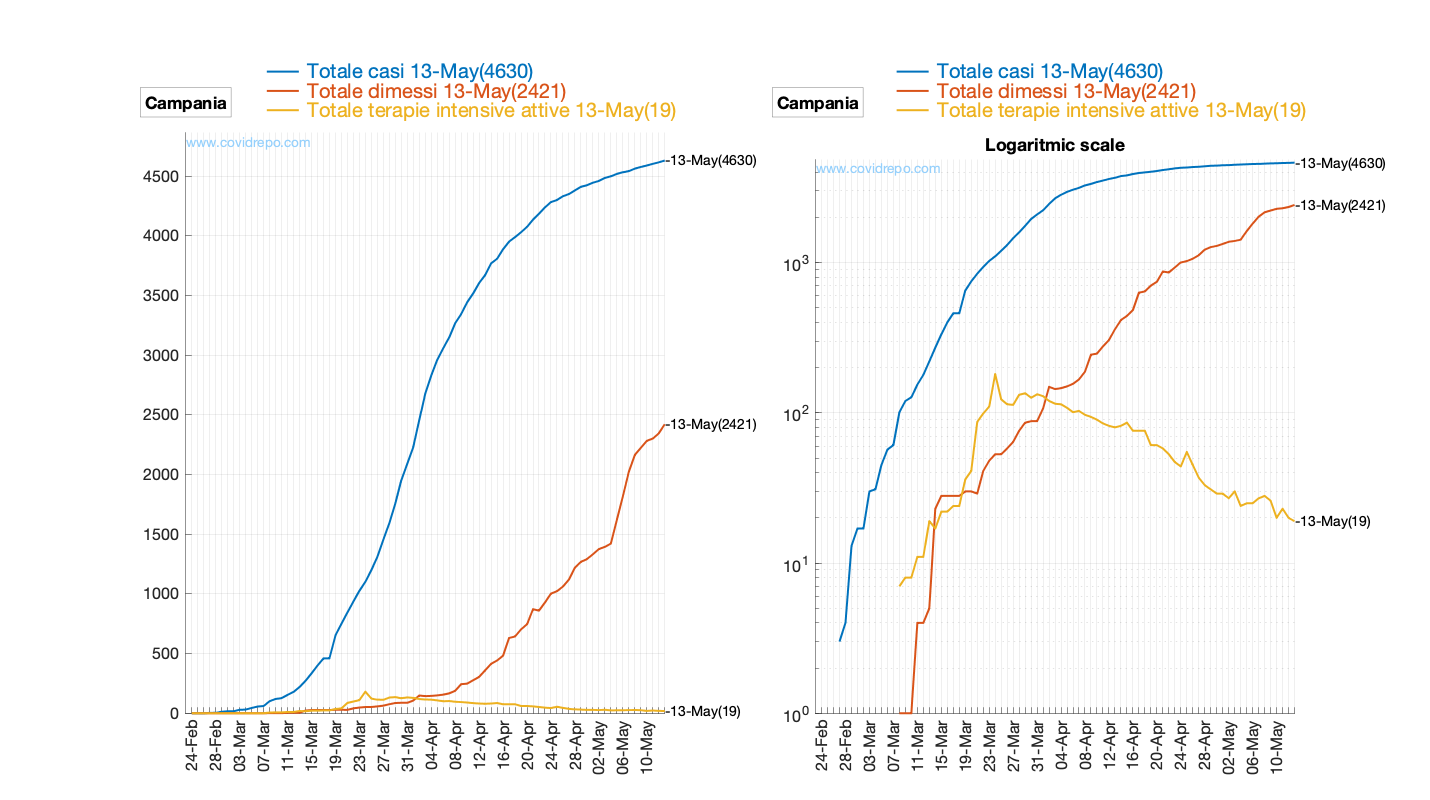 Totale casi 13-May(4630)
Totale dimessi 13-May(2421)
Totale terapie intensive attive 13-May(19)
Campania
www.covidrepo.com
4500
4000
3500
3000
2500
2000
1500
1000
500
0
13-May(4630)
13-May(2421)
13-May(19)
24-Feb
28-Feb
03-Mar
07-Mar
11-Mar
15-Mar
19-Mar
23-Mar
27-Mar
31-Mar
04-Apr
08-Apr
12-Apr
16-Apr
20-Apr
24-Apr
28-Apr
02-May
06-May
10-May
Totale casi 13-May(4630)
Totale dimessi 13-May(2421)
Totale terapie intensive attive 13-May(19)
Campania
Logaritmic scale
www.covidrepo.com
10^3
10^2
10^1
10^0
13-May(4630)
13-May(2421)
13-May(19)
24-Feb
28-Feb
03-Mar
07-Mar
11-Mar
15-Mar
19-Mar
23-Mar
27-Mar
31-Mar
04-Apr
08-Apr
12-Apr
16-Apr
20-Apr
24-Apr
28-Apr
02-May
06-May
10-May